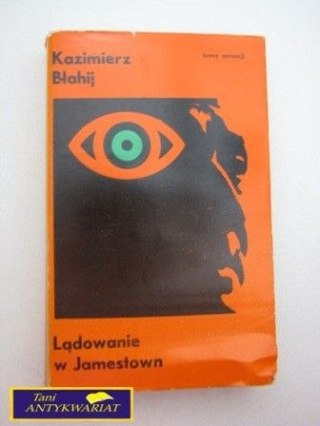 Kazimierz
Błahij
Lądowanie
w Jamestown
Tani
ANTYKWARIAT